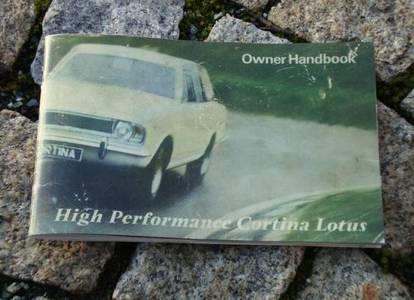 Owner Handbook
RTINA
High Performance Cortina Lotus